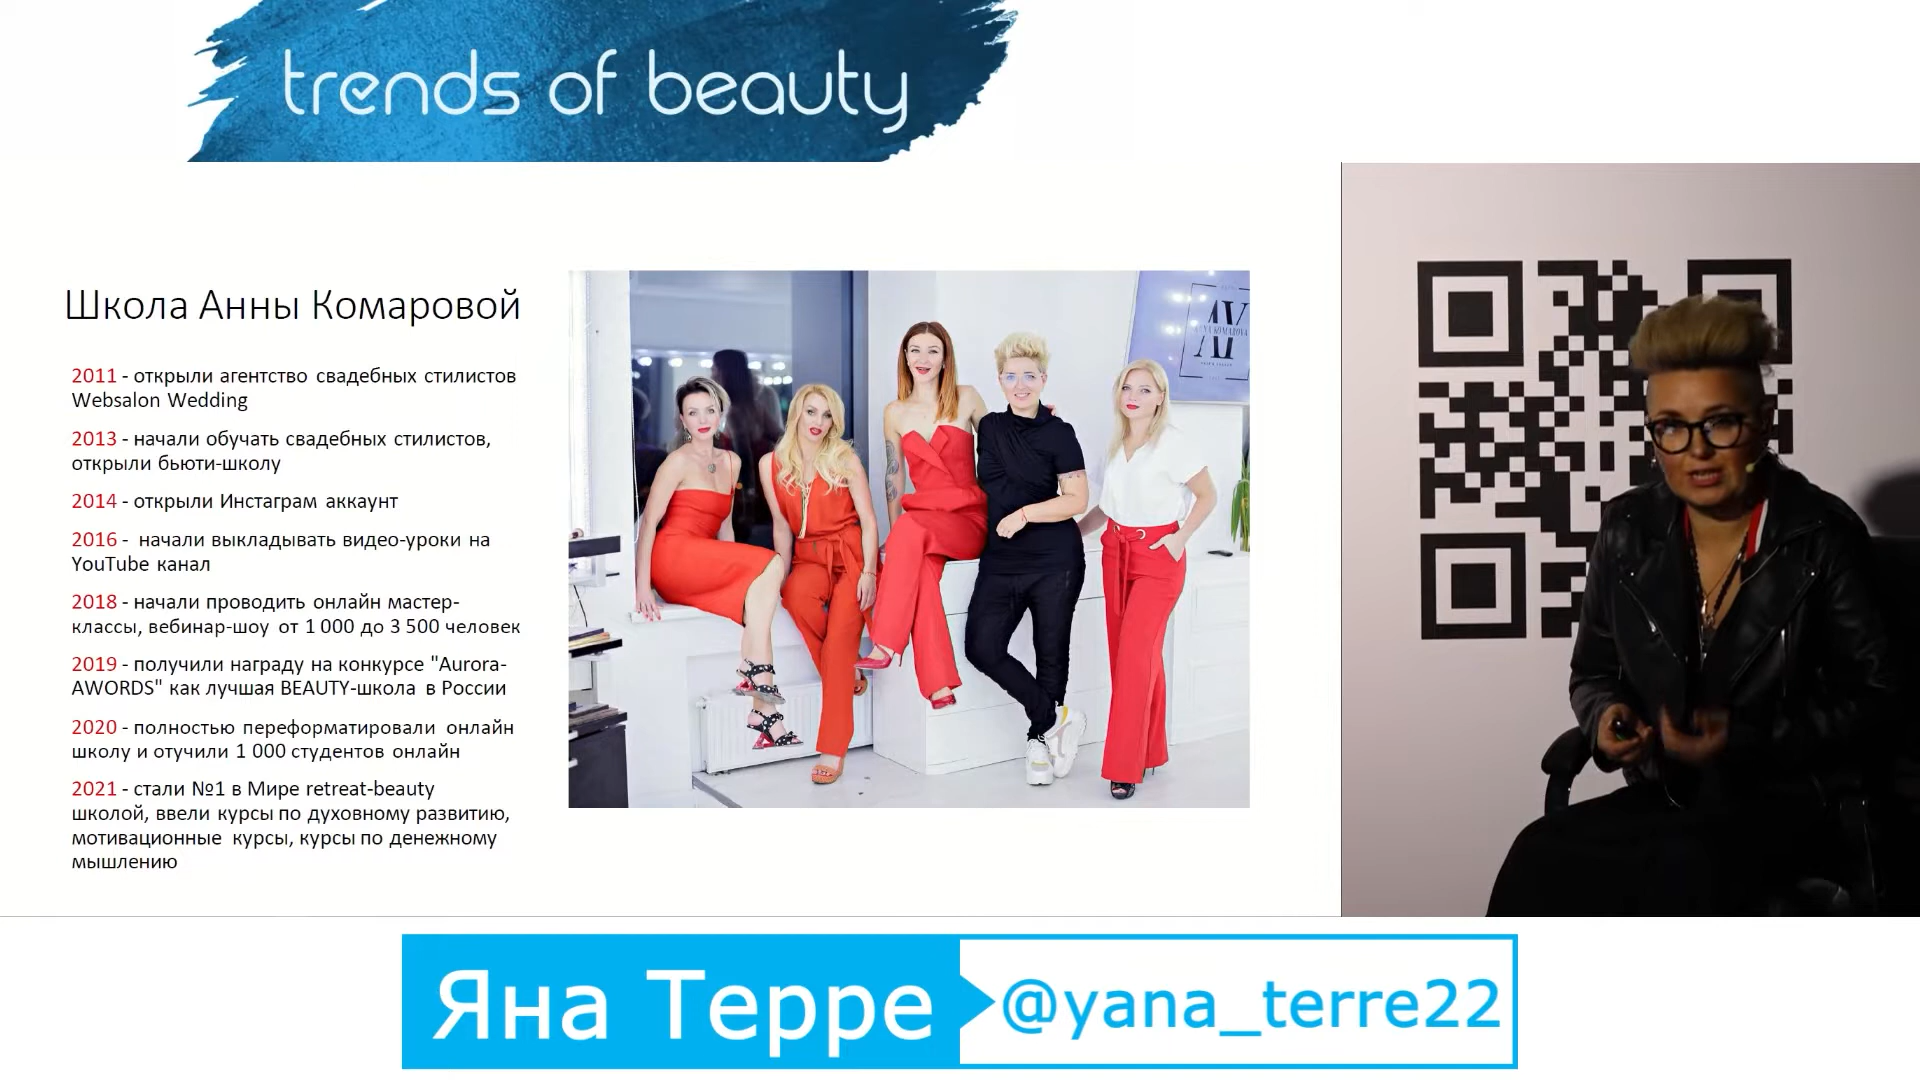 trends of beauty
Школа Анны Комаровой
2011 - открыли агентство свадебных стилистов
Websalon Wedding
2013 - начали обучать свадебных стилистов,
открыли бьюти-школу
2014 - открыли Инстаграм аккаунт
2016 - начали выкладывать видео-уроки на
YouTube канал
2018 - начали проводить онлайн мастер-
классы, вебинар-шоу от 1 000 до 3 500 человек
2019 - получили награду на конкурсе "Aurora-
AWORDS" как лучшая BEAUTY-школа в России
2020 - полностью переформатировали онлайн
школу и отучили 1 000 студентов онлайн
2021 - стали №1 в Мире retreat-beauty
школой, ввели курсы по духовному развитию,
мотивационные курсы, курсы по денежному
мышлению
Яна Терре
@yana_terre22